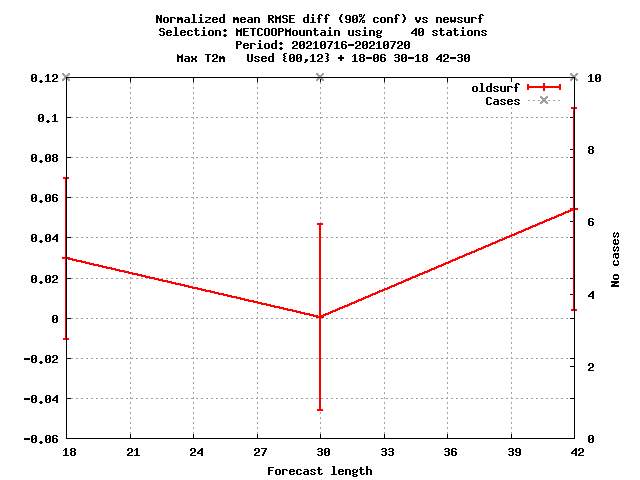 Normalized mean RMSE diff (90% conf) vs newsurf
Selection: METCOOPMountain using    40 stations
Period: 20210716-20210720
Max T2m   Used {00,12} + 18-06 30-18 42-30
oldsurf
Cases
0.12
0.1
0.08
0.06
0.04
0.02
0
-0.02
-0.04
-0.06
10
8
6
4
2
0
No cases
18 21 24 27 30 33 36 39 42
Forecast length